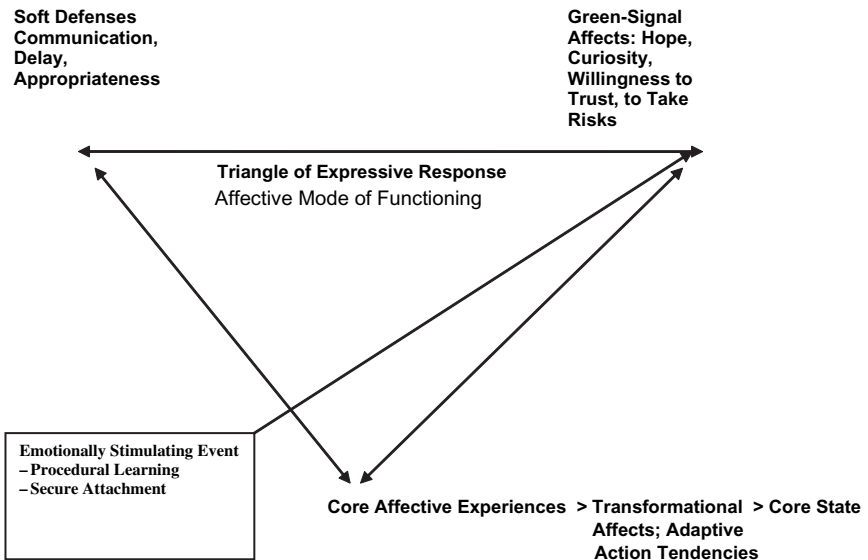 Soft Defenses
Communication,
Delay,
Appropriateness
Green-Signal
Affects: Hope,
Curiosity,
Willingness to
Trust, to Take
Risks
Triangle of Expressive Response
Affective Mode of Functioning
Emotionally Stimulating Event
–Procedural Learning
–Secure Attachment
Core Affective Experiences > Transformational > Core State
Affects; Adaptive
Action Tendencies